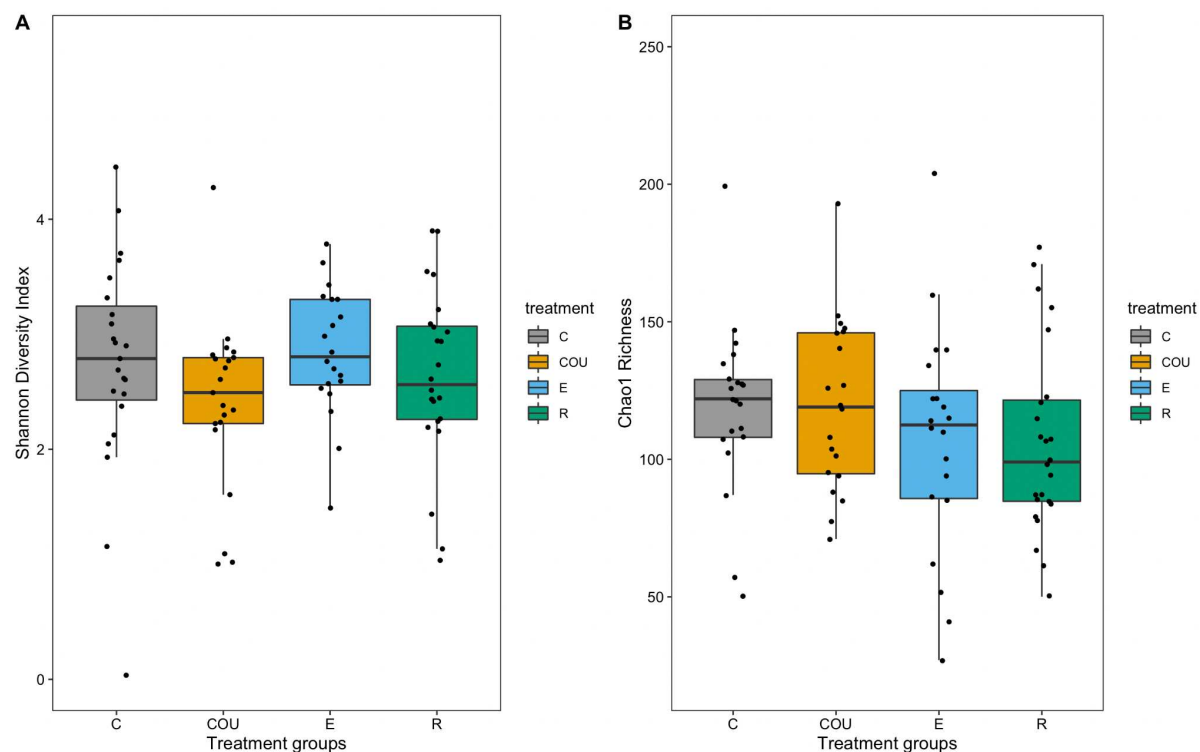 A
Shannon Diversity Index
4
2
0
C COU E R
Treatment groups
treatment
C
COU
E
R
B
Chao1 Richness
250
200
150
100
50
C COU E R
Treatment groups
treatment
C
COU
E
R